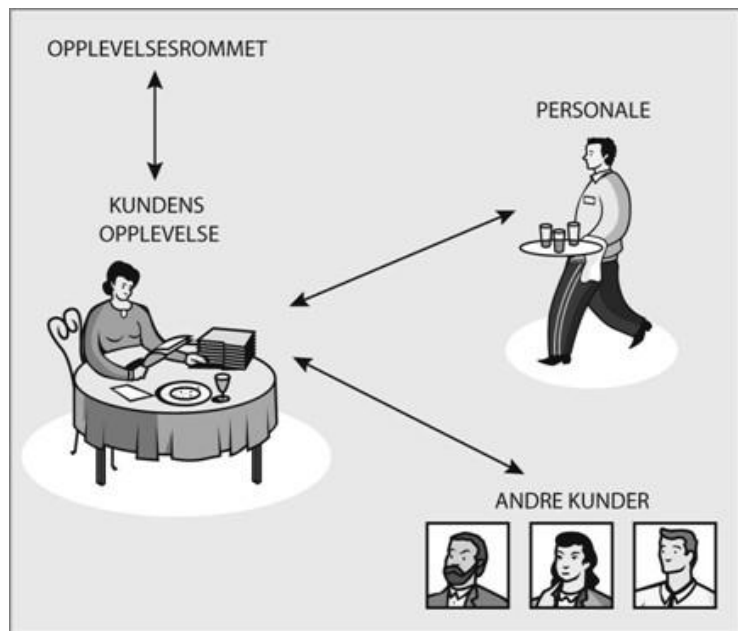 OPPLEVELSESROMMET
PERSONALE
KUNDENS
OPPLEVELSE
ANDRE KUNDER